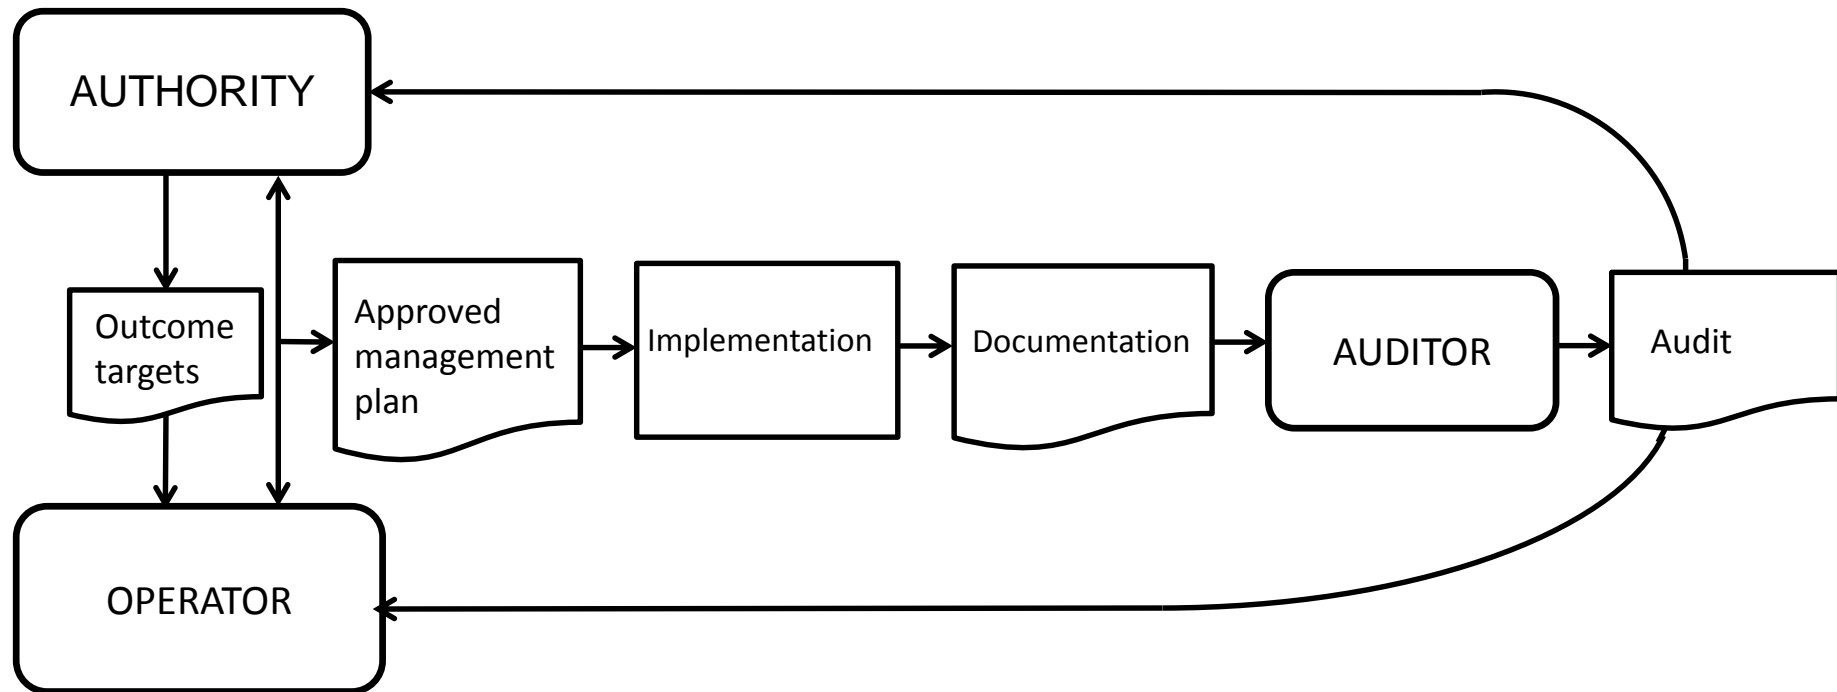 AUTHORITY
Outcome
targets
Approved
management
plan
Implementation
Documentation
AUDITOR
Audit
OPERATOR